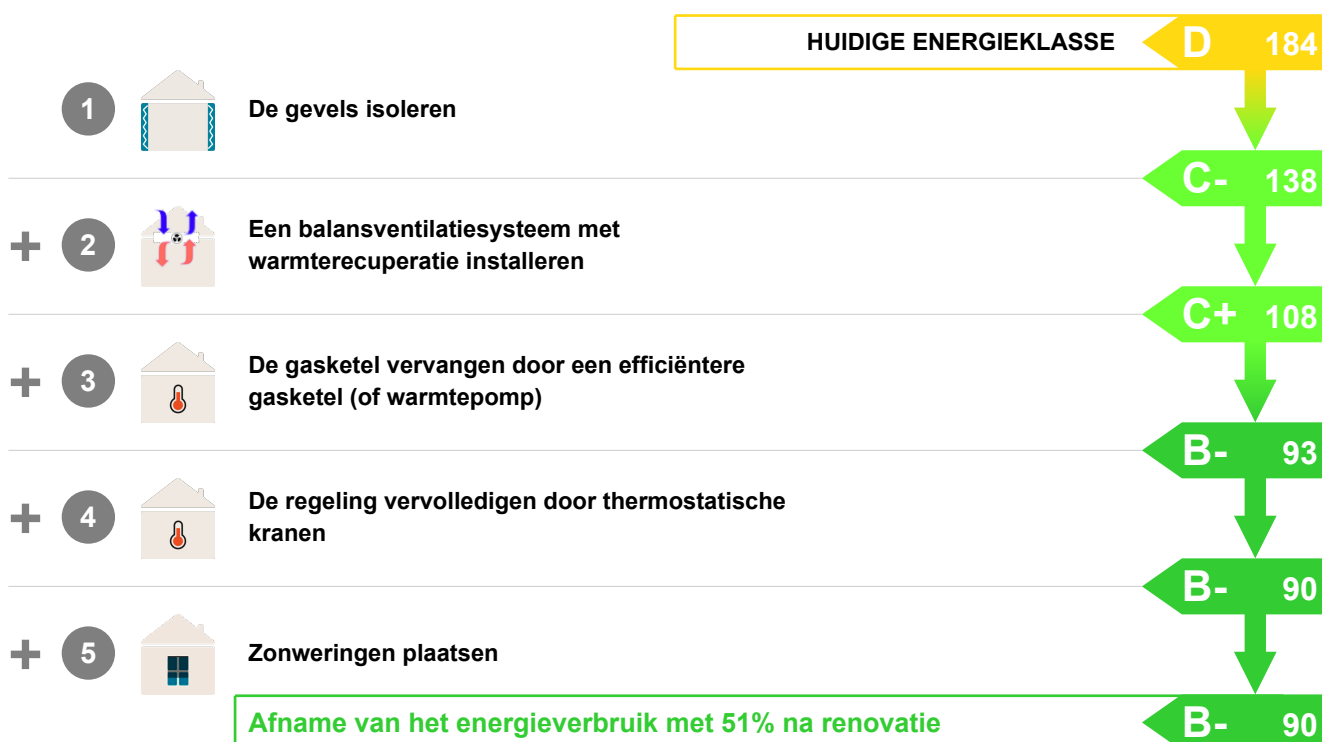 HUIDIGE ENERGIEKLASSE D 184
1 De gevels isoleren
C- 138
+ 2 Een balansventilatiesysteem met
warmterecuperatie installeren
C+ 108
+ 3 De gasketel vervangen door een efficiëntere
gasketel (of warmtepomp)
B- 93
+ 4 De regeling vervolledigen door thermostatische
kranen
B- 90
+ 5 Zonweringen plaatsen
Afname van het energieverbruik met 51% na renovatie B- 90